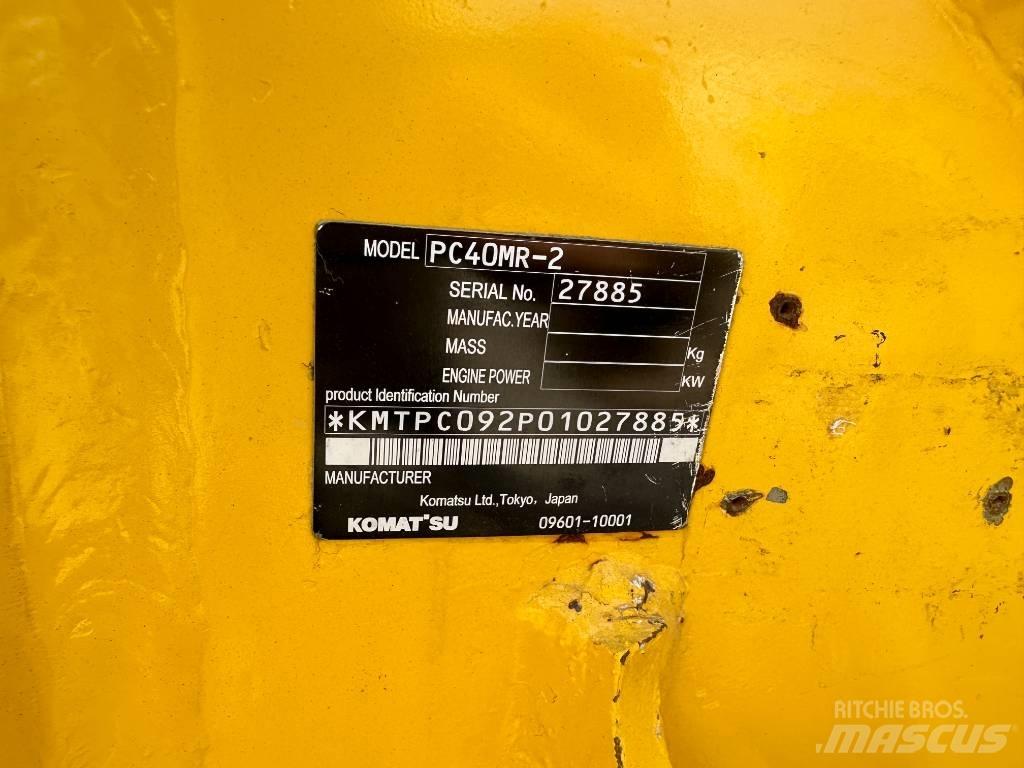 MODEL PC40MR-2
SERIAL No. 27885
MANUFAC.YEAR
MASS Kg
ENGINE POWER KW
product Identification Number
*KMTPC092P01027885*
MANUFACTURER
Komatsu Ltd.,Tokyo, Japan
KOMATSU 09601-10001
RITCHIE BROS.
MASCUS